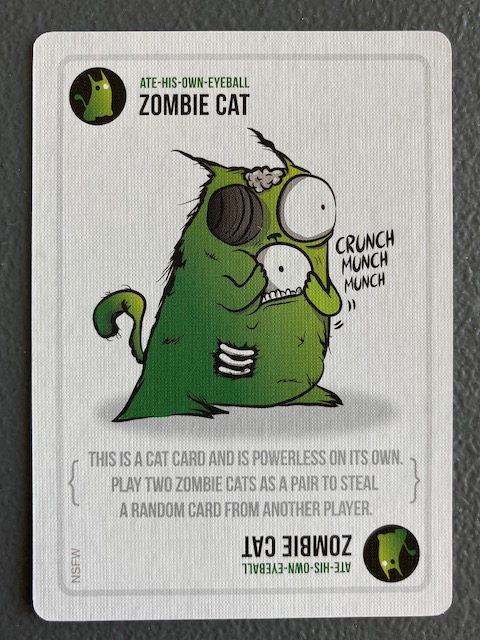 ATE-HIS-OWN-EYEBALL
ZOMBIE CAT
CRUNCH
MUNCH
MUNCH
THIS IS A CAT CARD AND IS POWERLESS ON ITS OWN.
PLAY TWO ZOMBIE CATS AS A PAIR TO STEAL
A RANDOM CARD FROM ANOTHER PLAYER.
NSFW
ATE-HIS-OWN-EYEBALL
ZOMBIE CAT